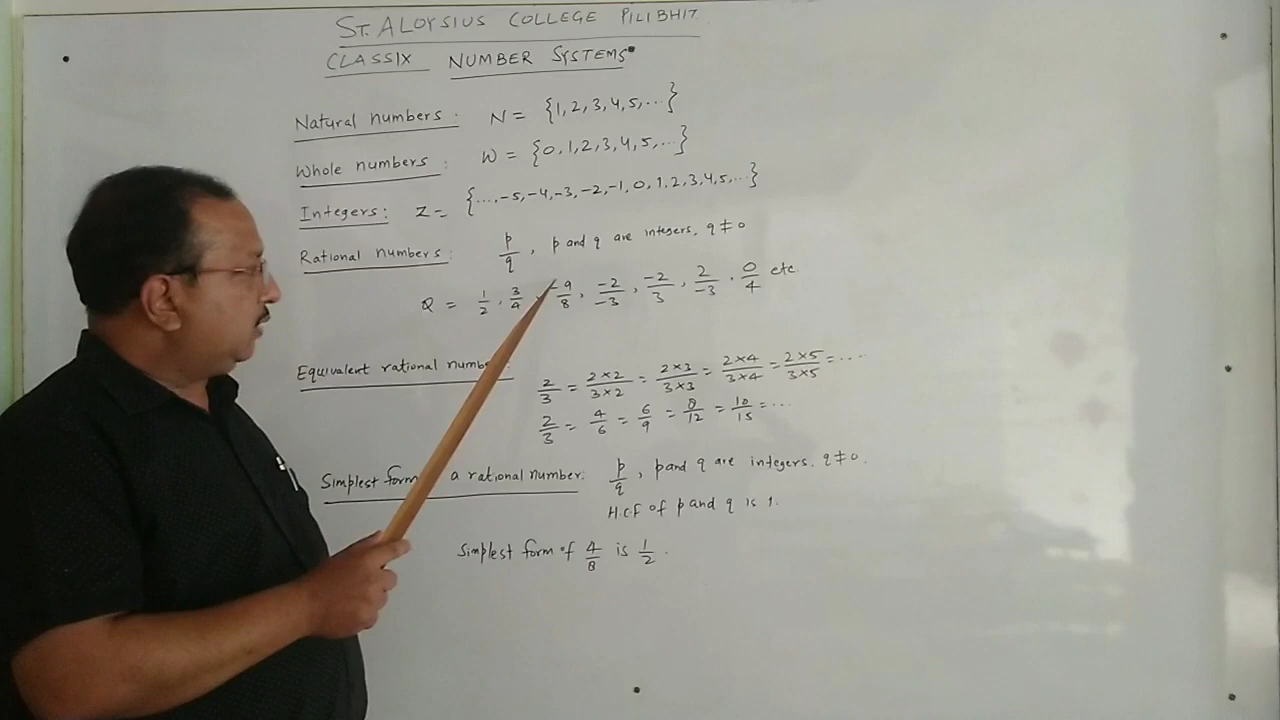 ST. ALOYSIUS COLLEGE PILIBHIT
CLASS IX NUMBER SYSTEMS
Natural numbers: N = {1, 2, 3, 4, 5, ...}
Whole numbers: W = {0, 1, 2, 3, 4, 5, ...}
Integers: Z = {..., -5, -4, -3, -2, -1, 0, 1, 2, 3, 4, 5, ...}
Rational numbers: p/q, p and q are integers, q ≠ 0
Q = 1/2, 3/4, -9/8, -2/-3, -2/3, 2/-3, 0/4 etc
Equivalent rational numbe: 2/3 = 2×2/3×2 = 2×3/3×3 = 2×4/3×4 = 2×5/3×5 = ...
2/3 = 4/6 = 6/9 = 8/12 = 10/15 = ...
Simplest form a rational number: p/q, p and q are integers, q ≠ 0.
H.C.F of p and q is 1.
Simplest form of 4/8 is 1/2.